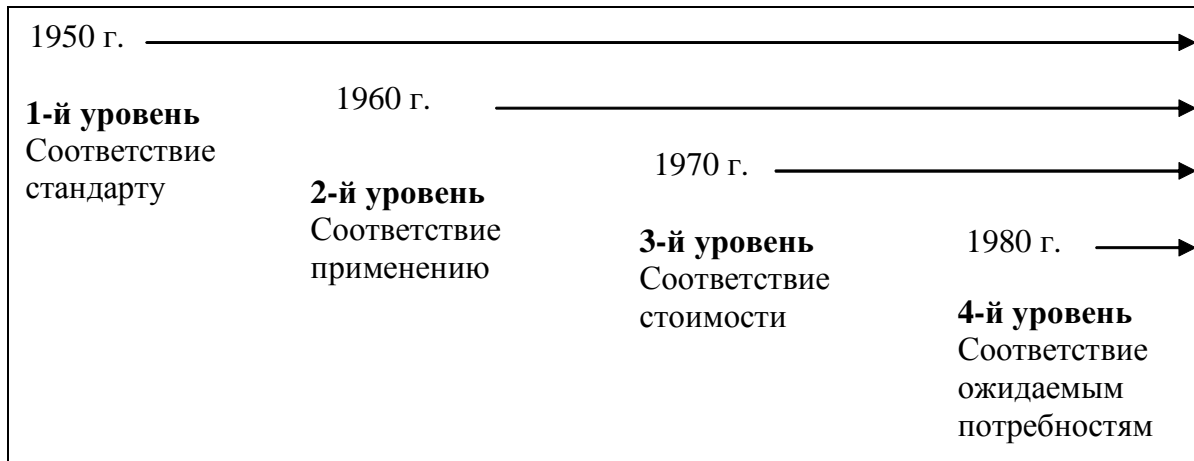 1950 г.
1-й уровень
Соответствие
стандарту
1960 г.
2-й уровень
Соответствие
применению
1970 г.
3-й уровень
Соответствие
стоимости
1980 г.
4-й уровень
Соответствие
ожидаемым
потребностям